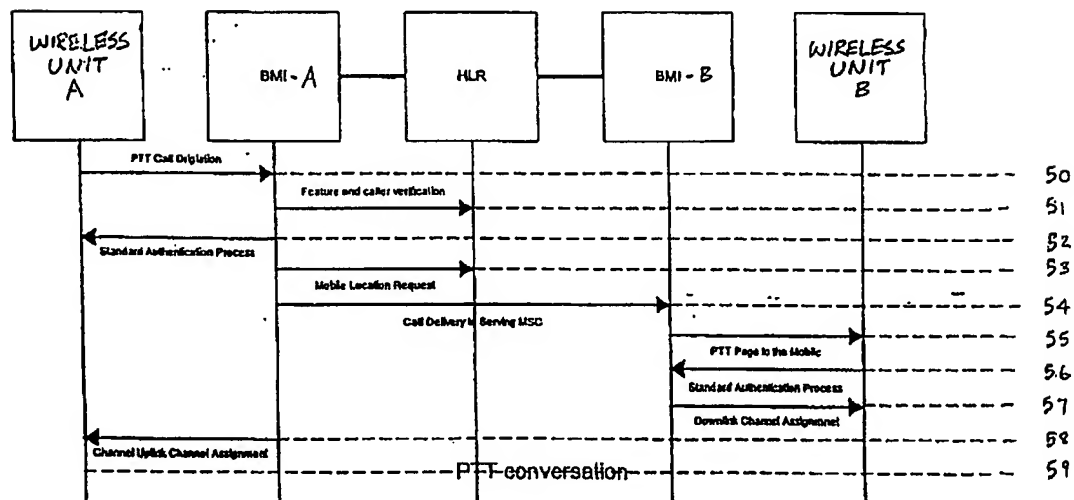 WIRELESS
UNIT
A
BMI-A
HLR
BMI-B
WIRELESS
UNIT
B
PTT Call Origination
50
Feature and caller verification
51
52
Standard Authentication Process
53
Mobile Location Request
54
Call Delivery to Serving MSC
55
PTT Page to the Mobile
56
Standard Authentication Process
57
Downlink Channel Assignment
58
Channel Uplink Channel Assignment
PTT conversation
59